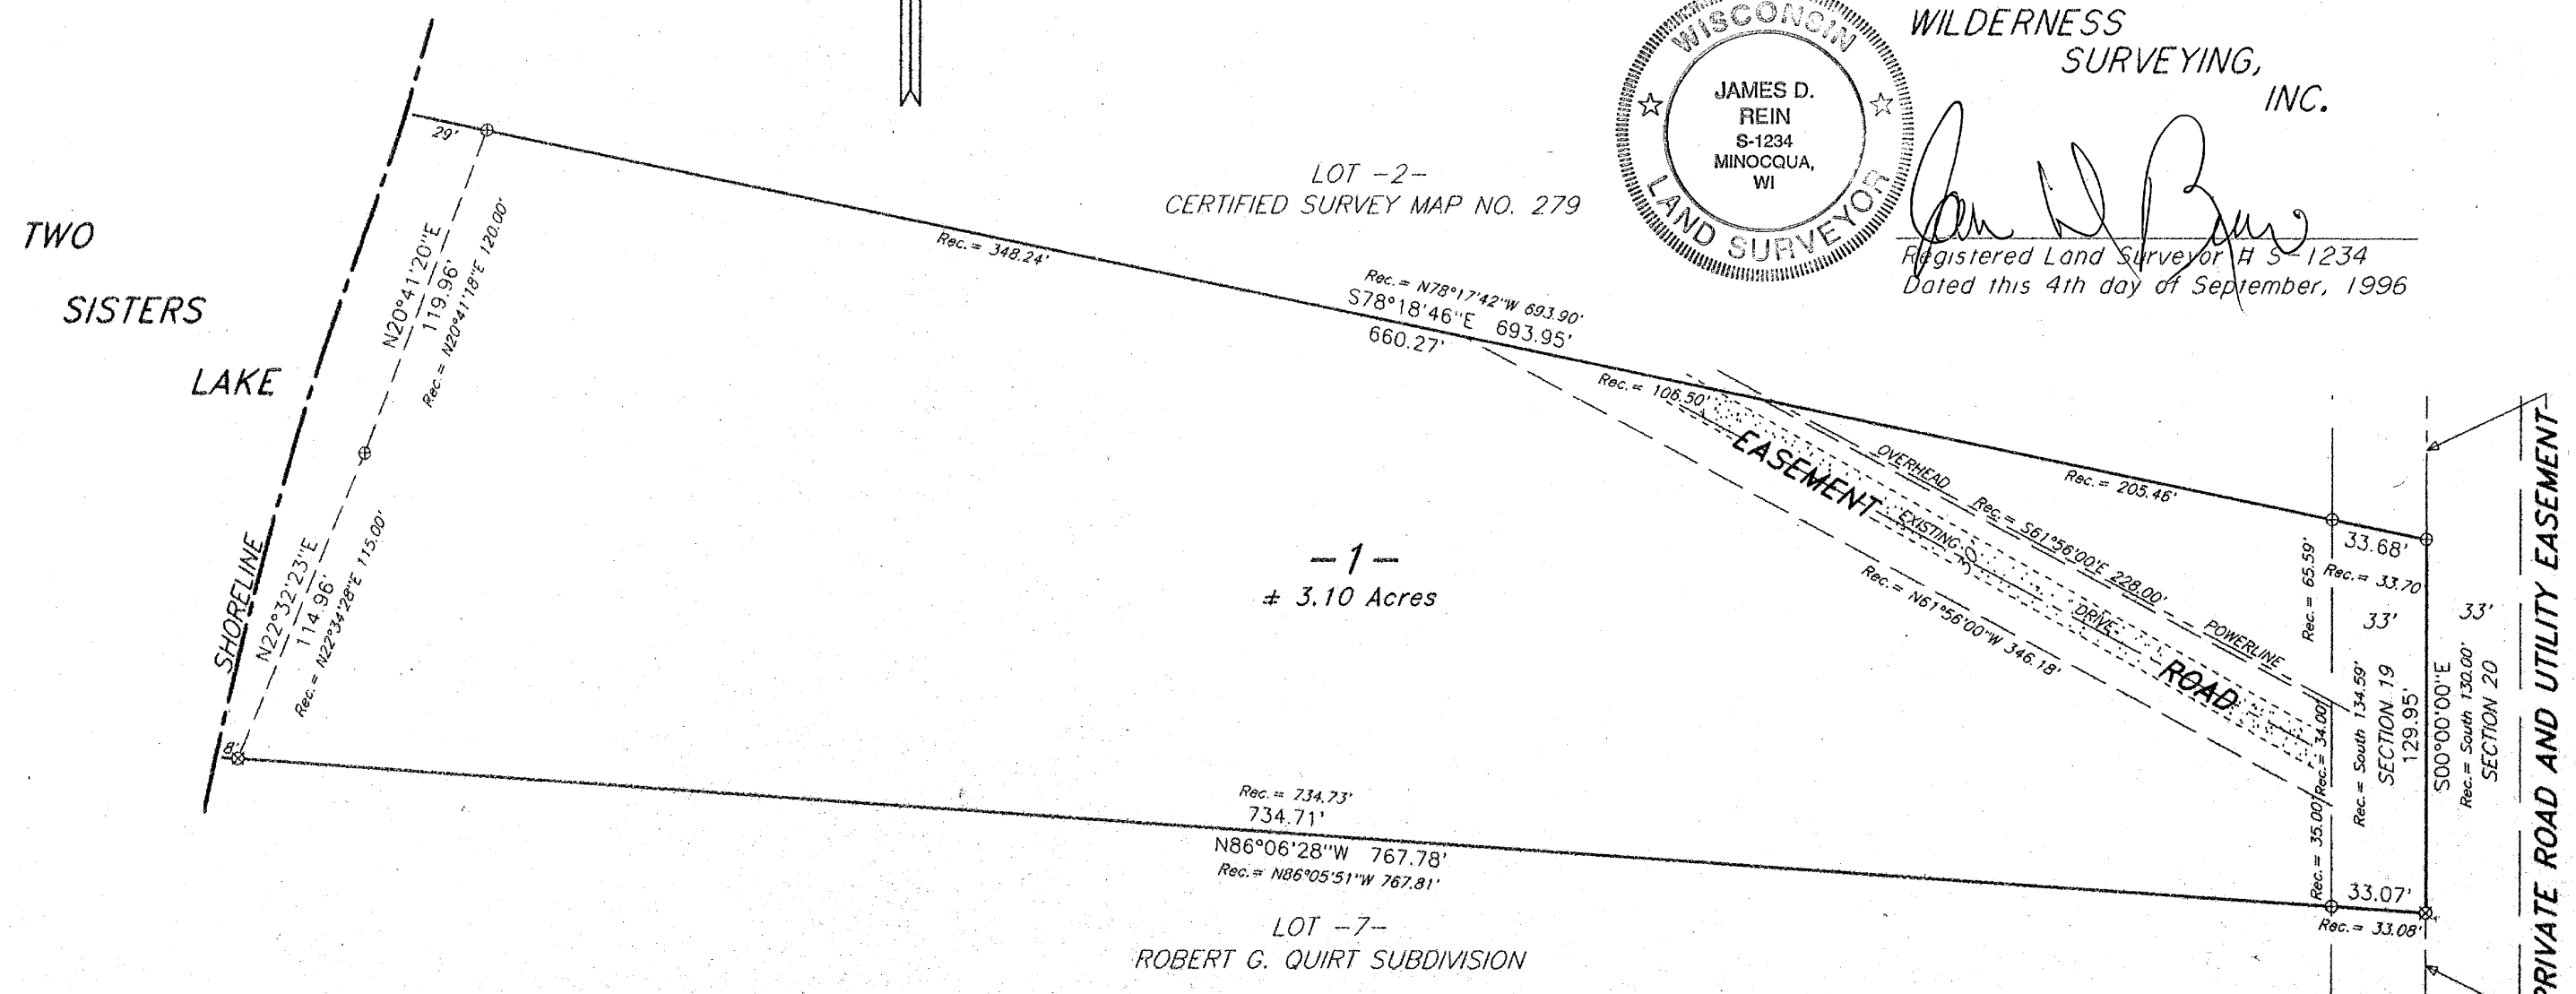 WILDERNESS
SURVEYING,
INC.
WISCONSIN
LAND SURVEYOR
JAMES D.
REIN
S-1234
MINOCQUA,
WI
Registered Land Surveyor # S-1234
Dated this 4th day of September, 1996
TWO
SISTERS
LAKE
SHORELINE
29'
LOT -2-
CERTIFIED SURVEY MAP NO. 279
Rec. = 348.24'
Rec. = N78°17'42"W 693.90'
S78°18'46"E 693.95'
660.27'
N20°41'20"E
119.96'
Rec. = N20°41'18"E 120.00'
N22°32'23"E
114.96'
Rec. = N22°34'28"E 115.00'
8'
Rec. = 106.50'
EASEMENT
ROAD
EXISTING
DRIVE
OVERHEAD
POWERLINE
Rec. = S61°56'00"E 228.00'
Rec. = N61°56'00"W 346.18'
Rec. = 205.46'
33.68'
Rec. = 33.70
33'
33'
Rec. = 65.59'
Rec. = 34.00'
Rec. = 35.00'
Rec. = South 134.59'
SECTION 19
129.95'
S00°00'00"E
Rec. = South 130.00'
SECTION 20
PRIVATE ROAD AND UTILITY EASEMENT
-1-
± 3.10 Acres
Rec. = 734.73'
734.71'
N86°06'28"W 767.78'
Rec. = N86°05'51"W 767.81'
33.07'
Rec. = 33.08'
LOT -7-
ROBERT G. QUIRT SUBDIVISION